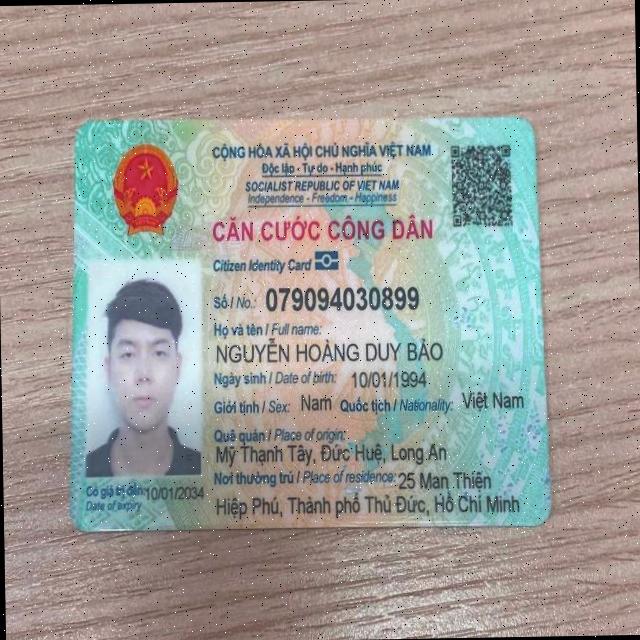 CỘNG HÒA XÃ HỘI CHỦ NGHĨA VIỆT NAM
Độc lập - Tự do - Hạnh phúc
SOCIALIST REPUBLIC OF VIET NAM
Independence - Freedom - Happiness
CĂN CƯỚC CÔNG DÂN
Citizen Identity Card
Số / No.: 079094030899
Họ và tên / Full name:
NGUYỄN HOÀNG DUY BẢO
Ngày sinh / Date of birth: 10/01/1994
Giới tính / Sex: Nam Quốc tịch / Nationality: Việt Nam
Quê quán / Place of origin:
Mỹ Thạnh Tây, Đức Huệ, Long An
Nơi thường trú / Place of residence: 25 Man Thiện
Hiệp Phú, Thành phố Thủ Đức, Hồ Chí Minh
Có giá trị đến: 10/01/2034
Date of expiry